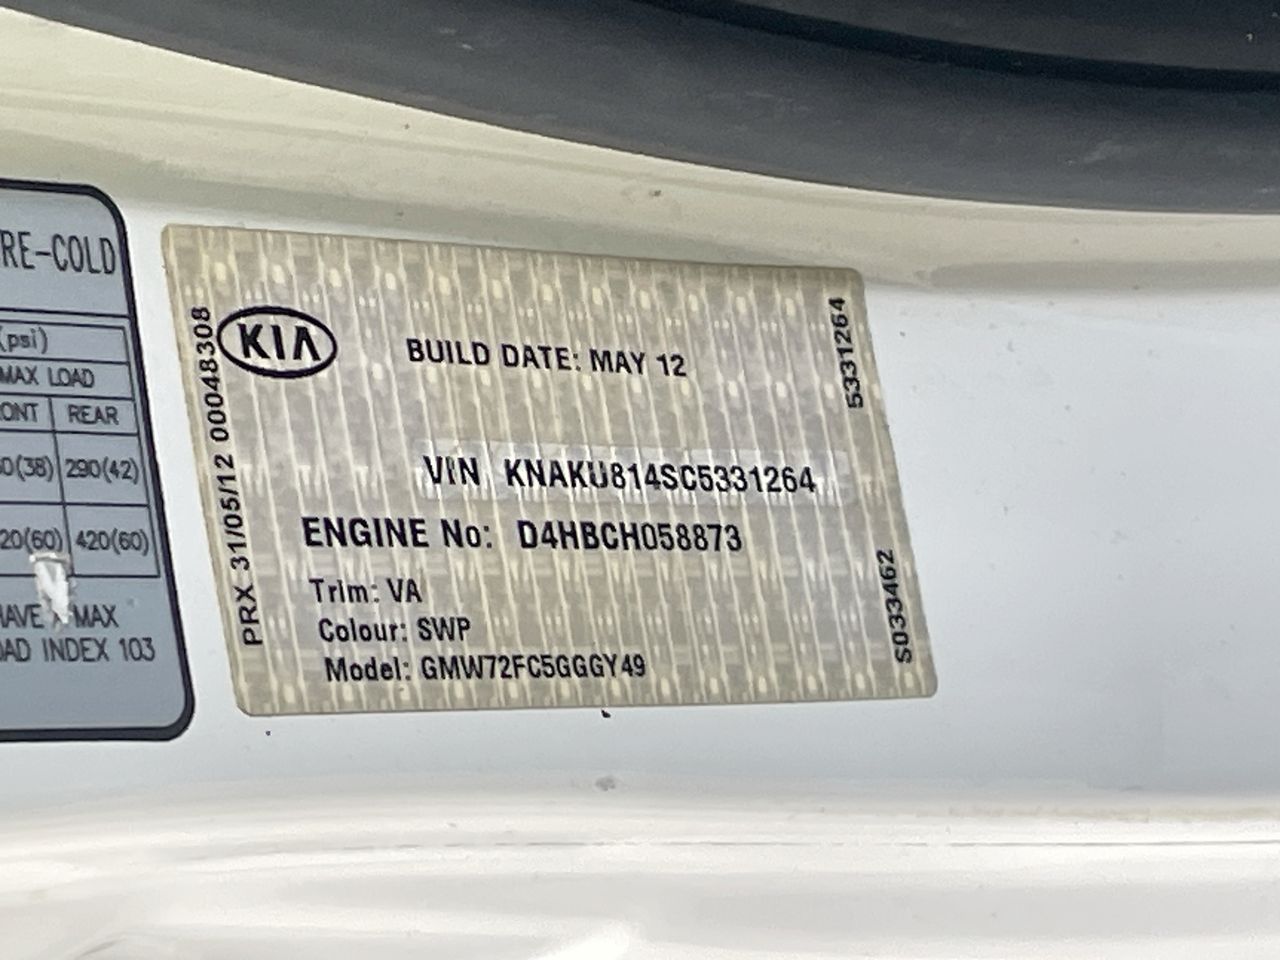 RE-COLD
(psi)
MAX LOAD
ONT REAR
0(38) 290(42)
20(60) 420(60)
HAVE MAX
OAD INDEX 103
KIA
BUILD DATE: MAY 12
VIN KNAKU814SC5331264
ENGINE No: D4HBCH058873
Trim: VA
Colour: SWP
Model: GMW72FC5GGGY49
PRX 31/05/12 00048308
5331264
S033462